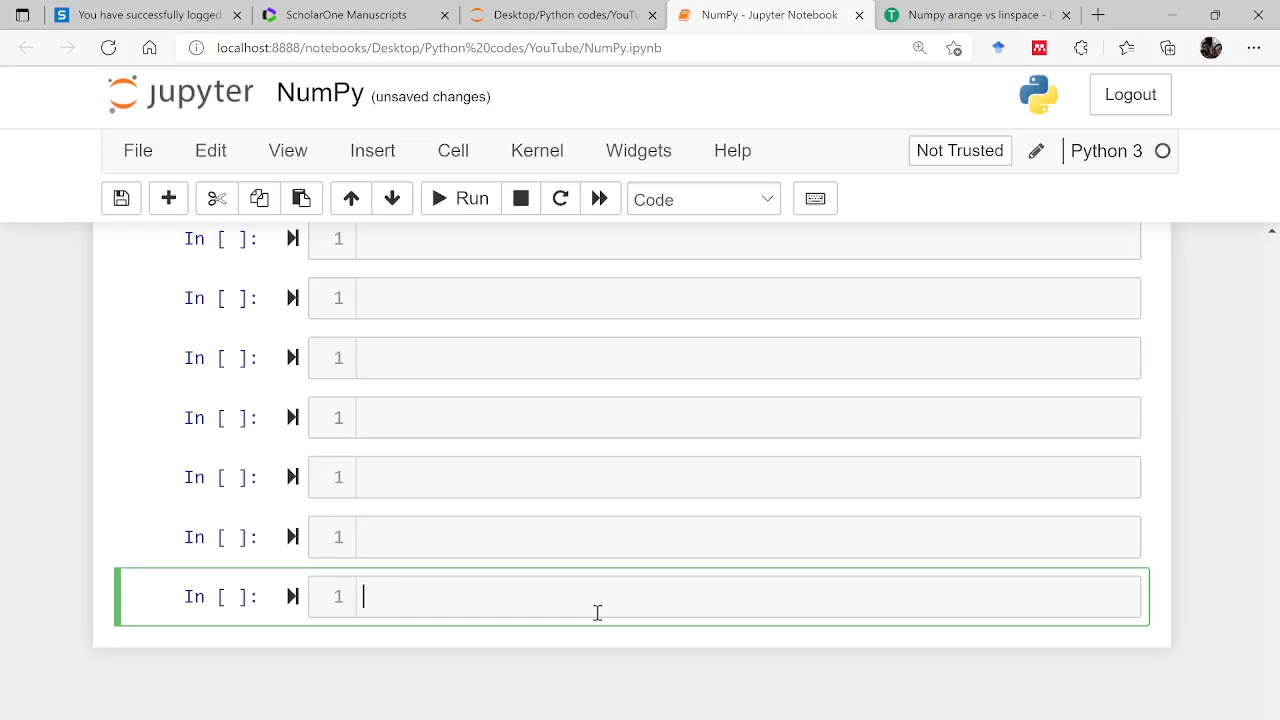 You have successfully logged
ScholarOne Manuscripts
Desktop/Python codes/YouTu
NumPy - Jupyter Notebook
Numpy arange vs linspace - [
localhost:8888/notebooks/Desktop/Python%20codes/YouTube/NumPy.ipynb
jupyter NumPy (unsaved changes) Logout
File Edit View Insert Cell Kernel Widgets Help Not Trusted Python 3
Run Code
In [ ]: 1
In [ ]: 1
In [ ]: 1
In [ ]: 1
In [ ]: 1
In [ ]: 1
In [ ]: 1